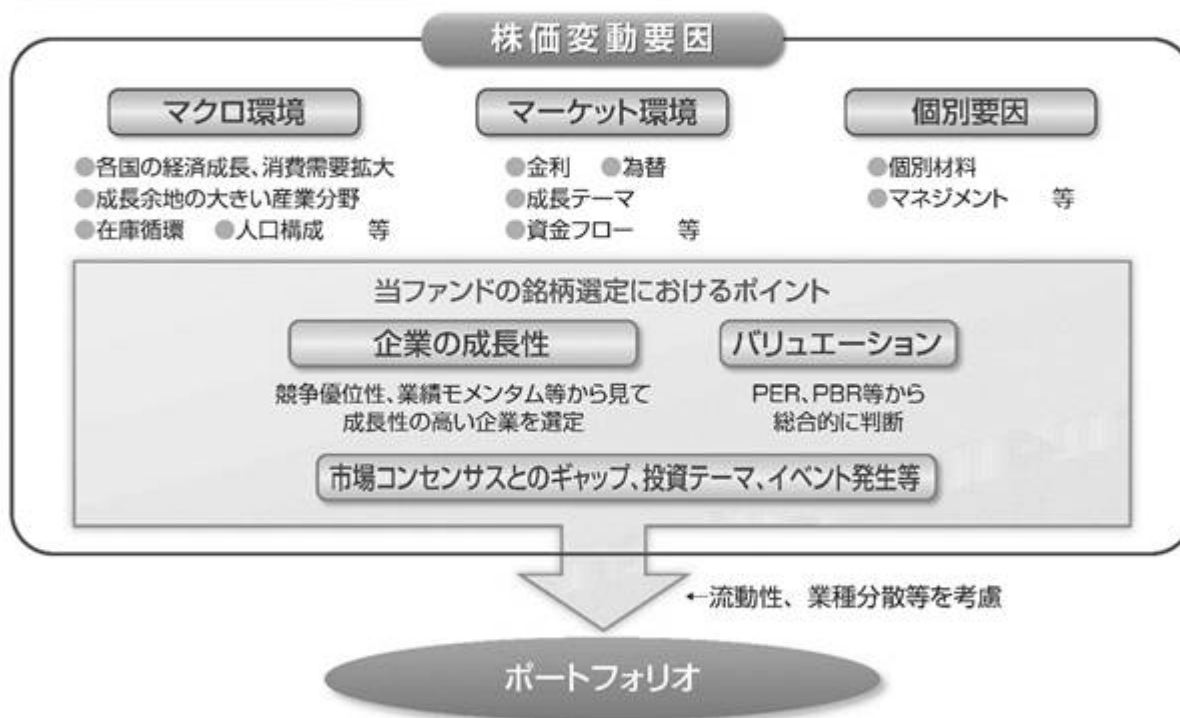 株価変動要因
マクロ環境
●各国の経済成長、消費需要拡大
●成長余地の大きい産業分野
●在庫循環 ●人口構成 等
マーケット環境
●金利 ●為替
●成長テーマ
●資金フロー 等
個別要因
●個別材料
●マネジメント 等
当ファンドの銘柄選定におけるポイント
企業の成長性
競争優位性、業績モメンタム等から見て
成長性の高い企業を選定
バリュエーション
PER、PBR等から
総合的に判断
市場コンセンサスとのギャップ、投資テーマ、イベント発生等
←流動性、業種分散等を考慮
ポートフォリオ